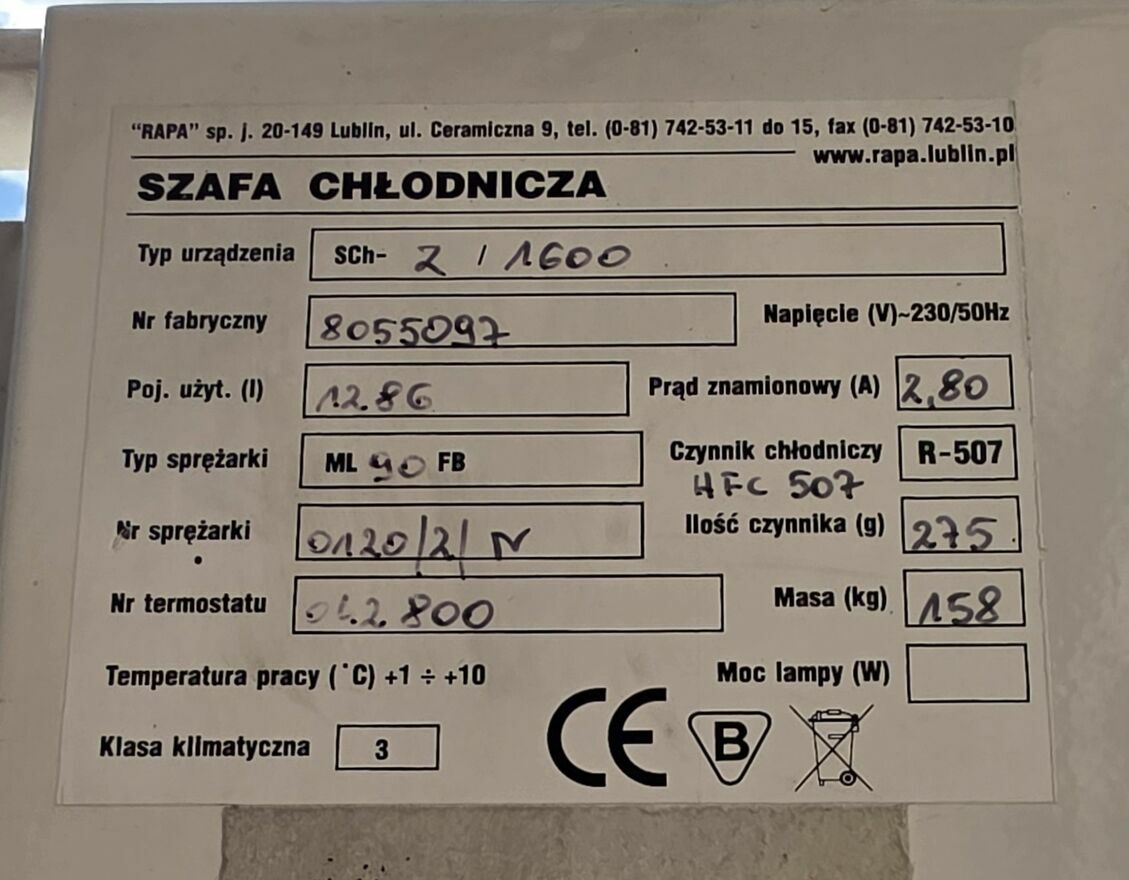 "RAPA" sp. j. 20-149 Lublin, ul. Ceramiczna 9, tel. (0-81) 742-53-11 do 15, fax (0-81) 742-53-10
www.rapa.lublin.pl
SZAFA CHŁODNICZA
Typ urządzenia SCh- Z / 1600
Nr fabryczny 8055097 Napięcie (V)~230/50Hz
Poj. użyt. (l) 12.86 Prąd znamionowy (A) 2,80
Typ sprężarki ML 90 FB Czynnik chłodniczy R-507
HFC 507
Nr sprężarki 0120/2/ N Ilość czynnika (g) 275
Nr termostatu Masa (kg) 158
Temperatura pracy (°C) +1 ÷ +10 Moc lampy (W)
Klasa klimatyczna 3 CE B